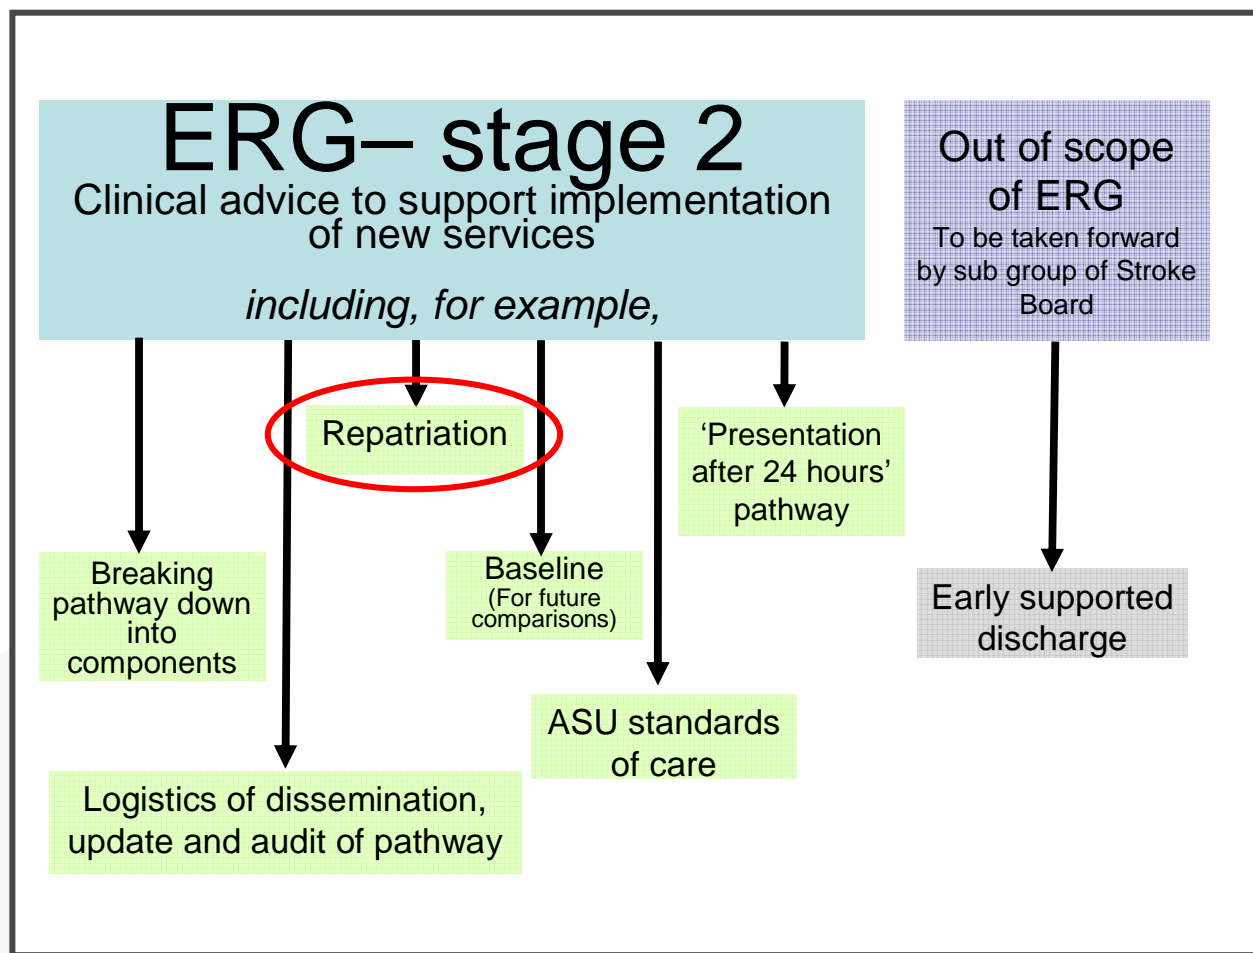 ERG– stage 2
Clinical advice to support implementation
of new services
including, for example,
Out of scope
of ERG
To be taken forward
by sub group of Stroke
Board
Repatriation
‘Presentation
after 24 hours’
pathway
Breaking
pathway down
into
components
Baseline
(For future
comparisons)
Early supported
discharge
ASU standards
of care
Logistics of dissemination,
update and audit of pathway